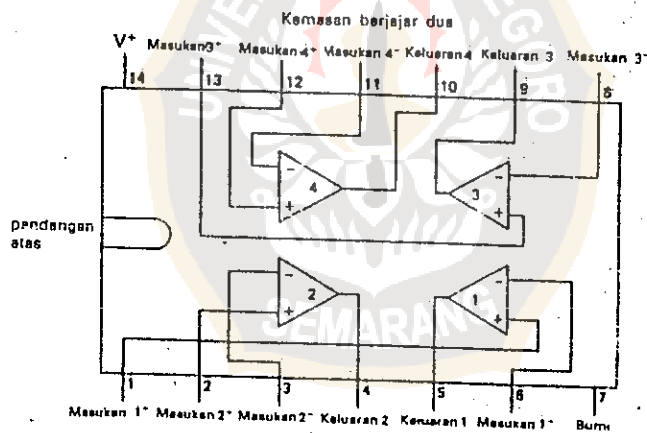 Kemasan berjajar dua
V+ Masukan 3+ Masukan 4+ Masukan 4- Keluaran 4 Keluaran 3 Masukan 3-
14 13 12 11 10 9 8
- -
4 3
+ +
pandangan
atas
- -
2 1
+ +
SEMARANG
1 2 3 4 5 6 7
Masukan 1+ Masukan 2+ Masukan 2- Keluaran 2 Keluaran 1 Masukan 1- Bumi